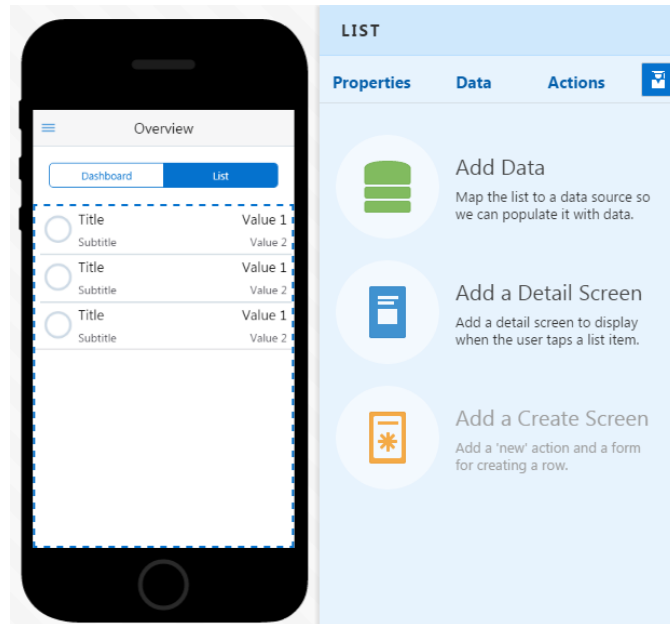 Overview
Dashboard List
Title Value 1
Subtitle Value 2
Title Value 1
Subtitle Value 2
Title Value 1
Subtitle Value 2
LIST
Properties Data Actions
Add Data
Map the list to a data source so
we can populate it with data.
Add a Detail Screen
Add a detail screen to display
when the user taps a list item.
Add a Create Screen
Add a 'new' action and a form
for creating a row.